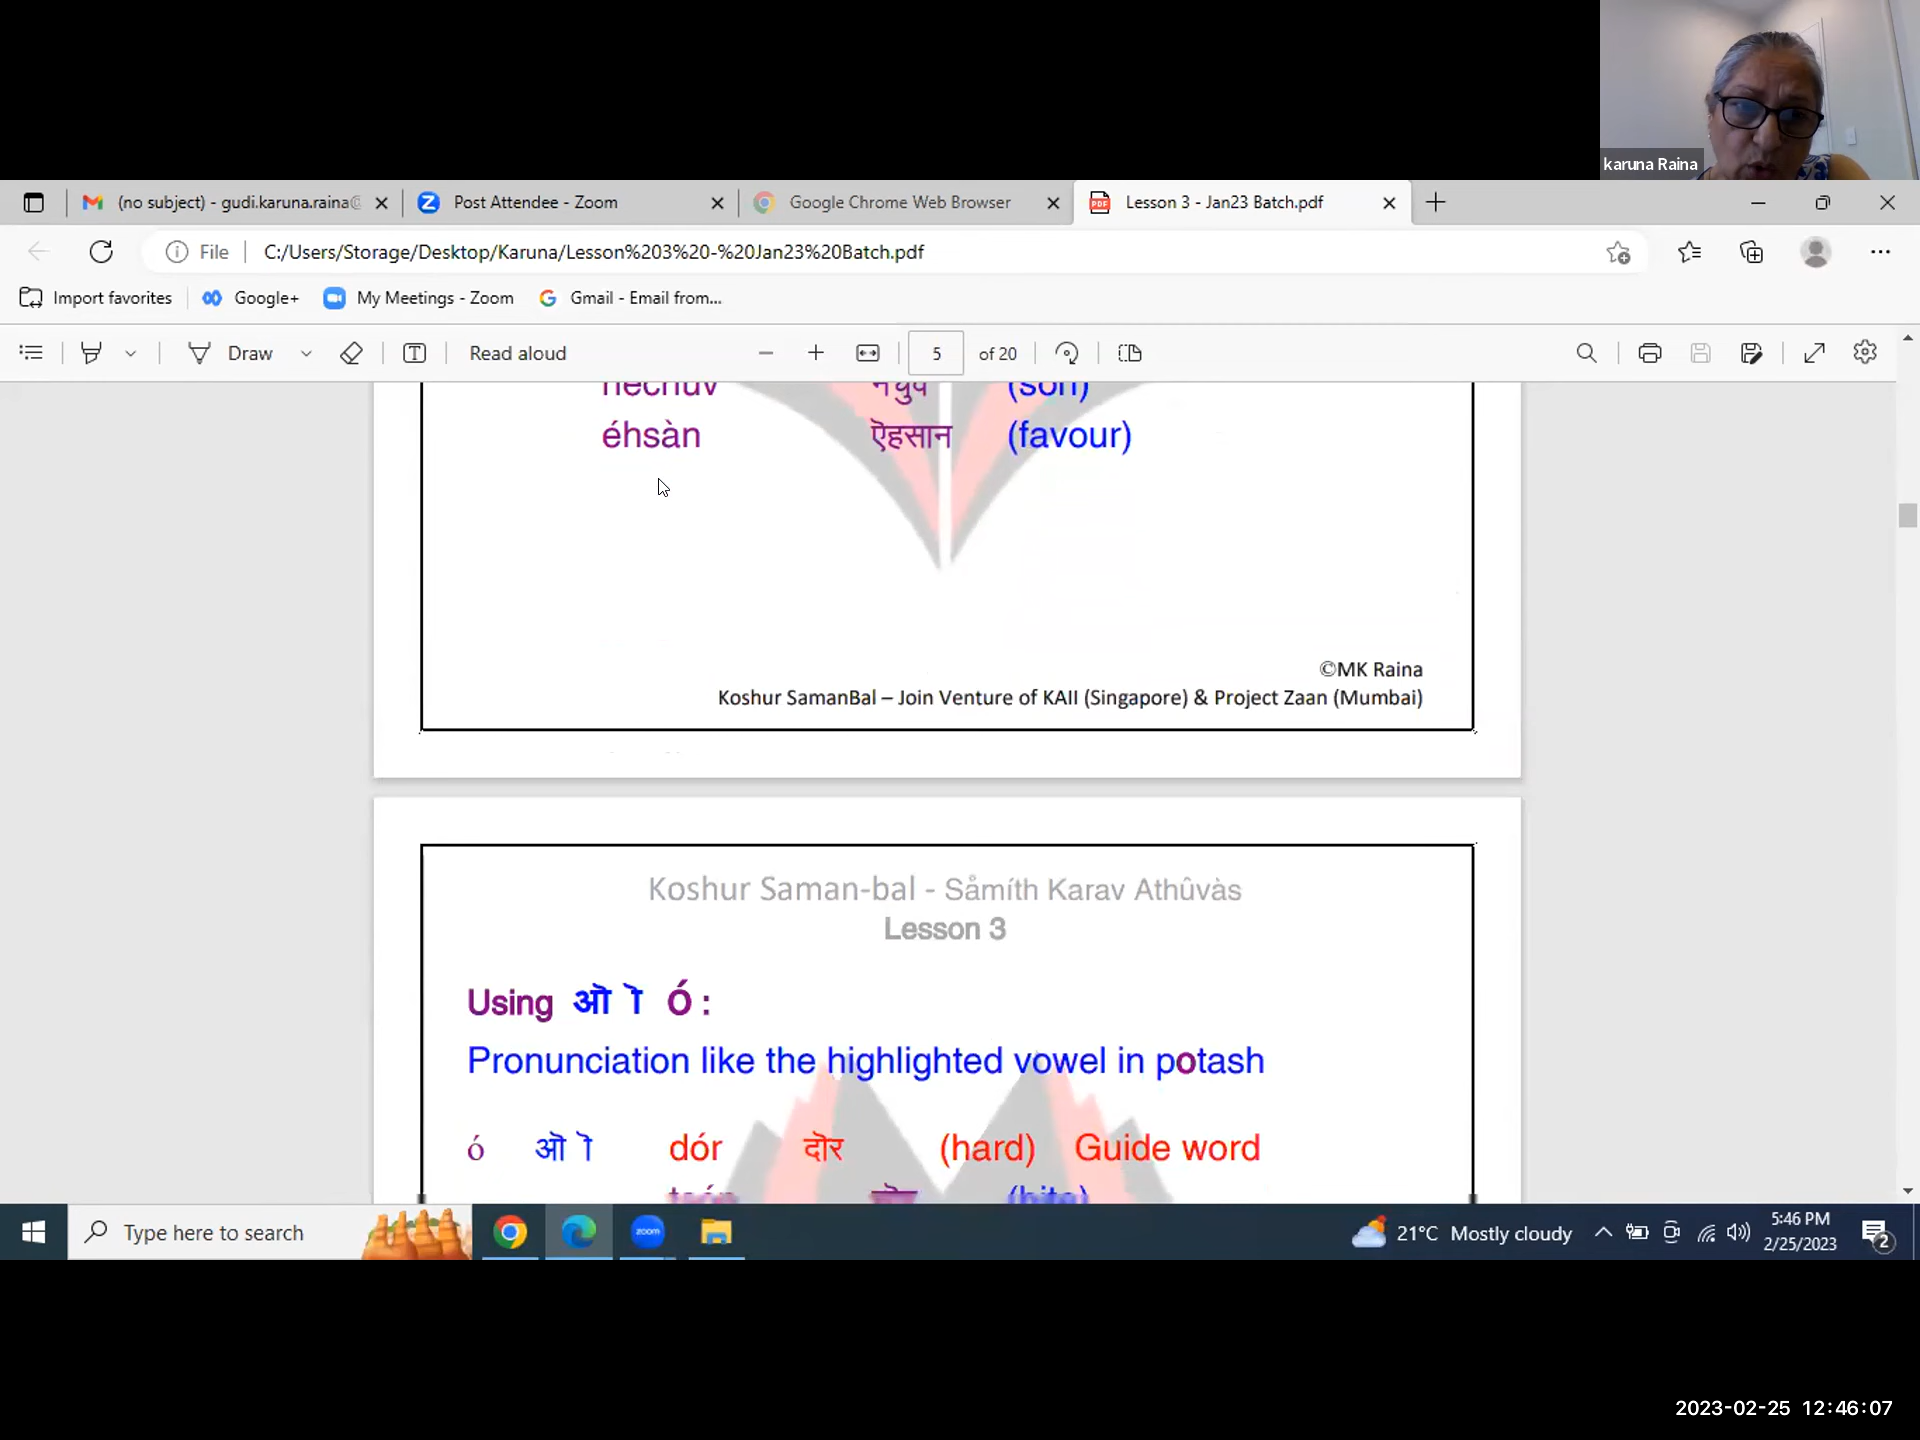 karuna Raina
(no subject) - gudi.karuna.raina@
Post Attendee - Zoom
Google Chrome Web Browser
Lesson 3 - Jan23 Batch.pdf
File
C:/Users/Storage/Desktop/Karuna/Lesson%203%20-%20Jan23%20Batch.pdf
Import favorites
Google+
My Meetings - Zoom
Gmail - Email from...
Draw
Read aloud
5 of 20
(son)
éhsàn ऎहसान (favour)
©MK Raina
Koshur SamanBal – Join Venture of KAII (Singapore) & Project Zaan (Mumbai)
Koshur Saman-bal - Såmíth Karav Athûvàs
Lesson 3
Using ऒ ॊ Ó :
Pronunciation like the highlighted vowel in potash
ó ऒ ॊ dór दॊर (hard) Guide word
Type here to search
zoom
21°C Mostly cloudy
5:46 PM
2/25/2023
2
2023-02-25 12:46:07